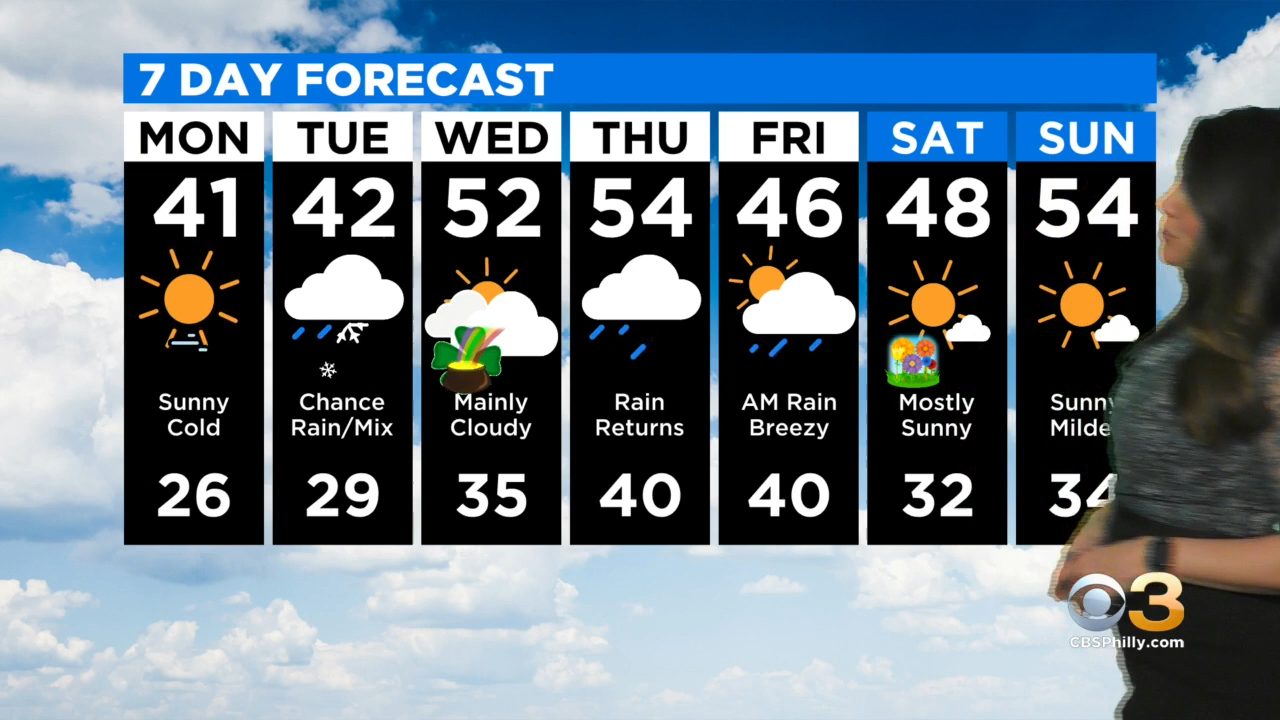 7 DAY FORECAST
MON TUE WED THU FRI SAT SUN
41 42 52 54 46 48 54
Sunny Chance Mainly Rain AM Rain Mostly Sunny
Cold Rain/Mix Cloudy Returns Breezy Sunny
26 29 35 40 40 32 34
3
CBSPhilly.com